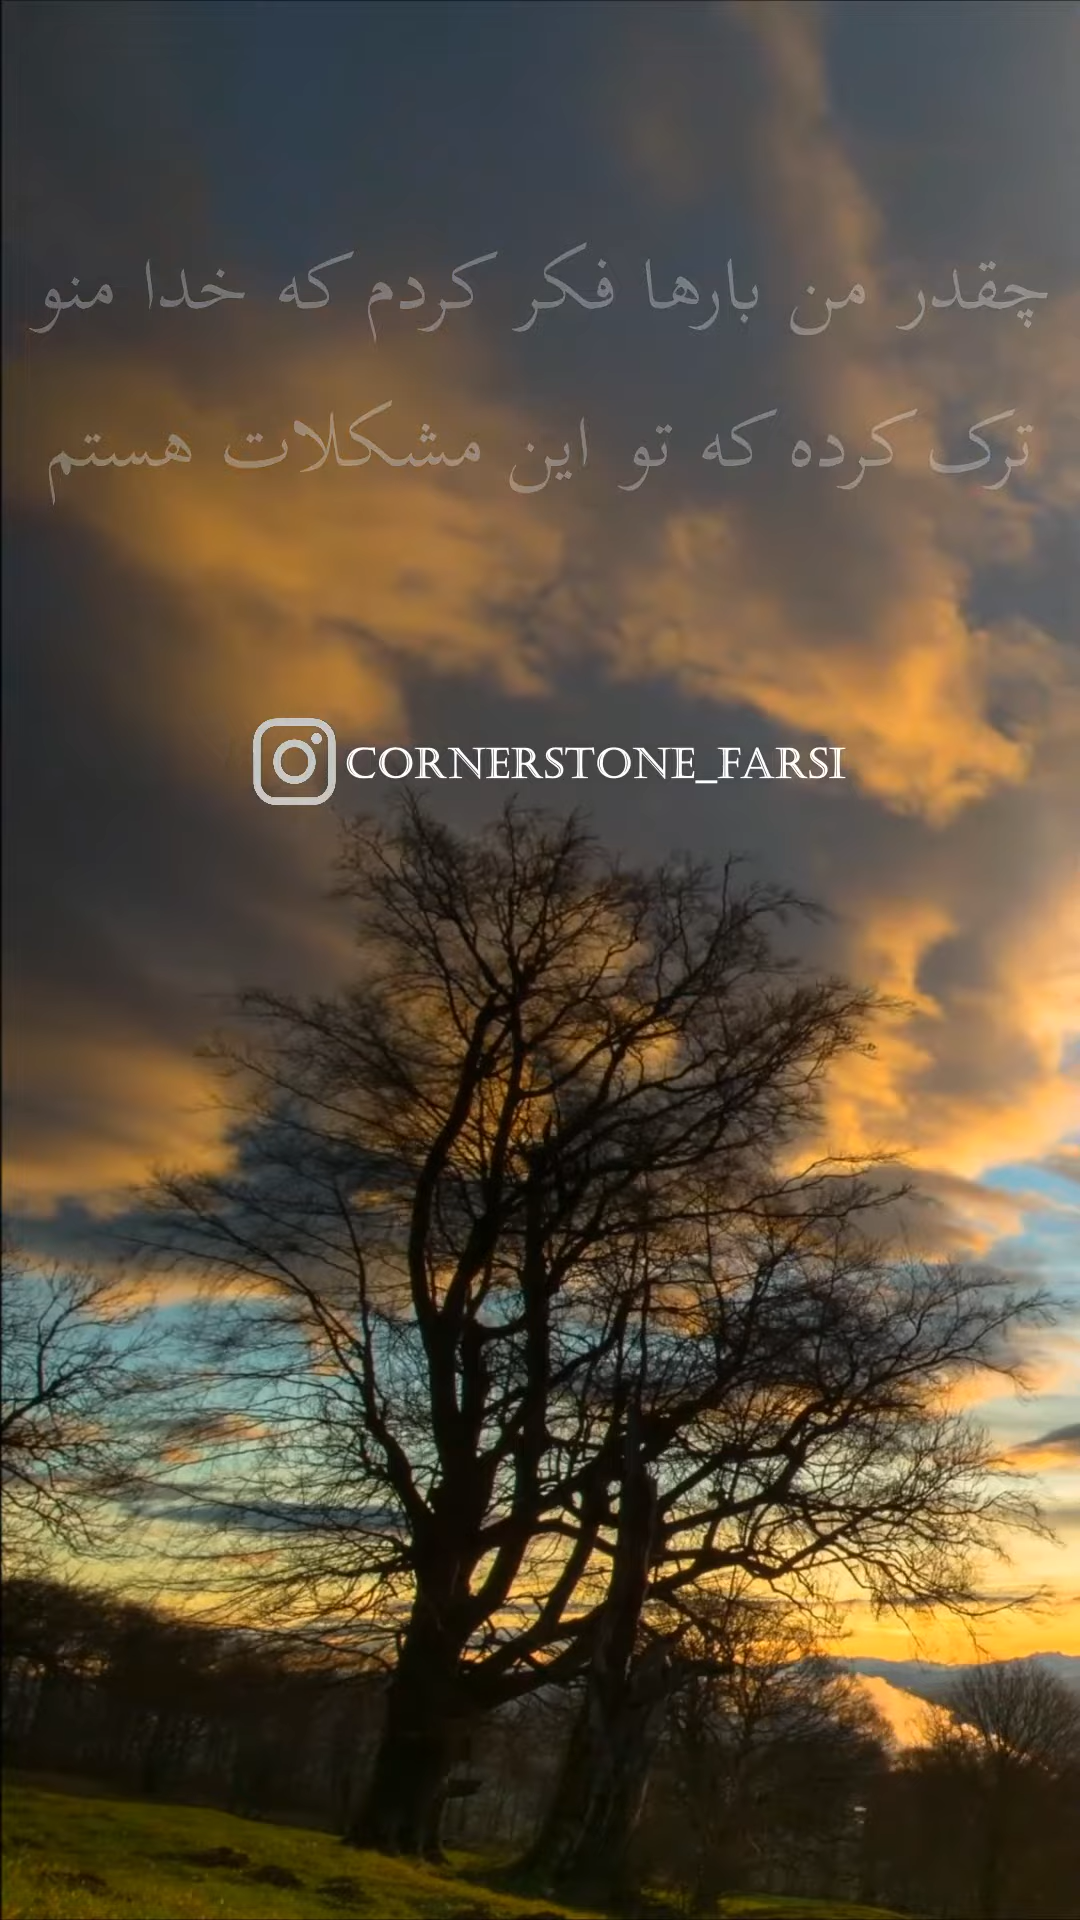 چقدر من بارها فکر کردم که خدا منو
ترک کرده که تو این مشکلات هستم
CORNERSTONE_FARSI